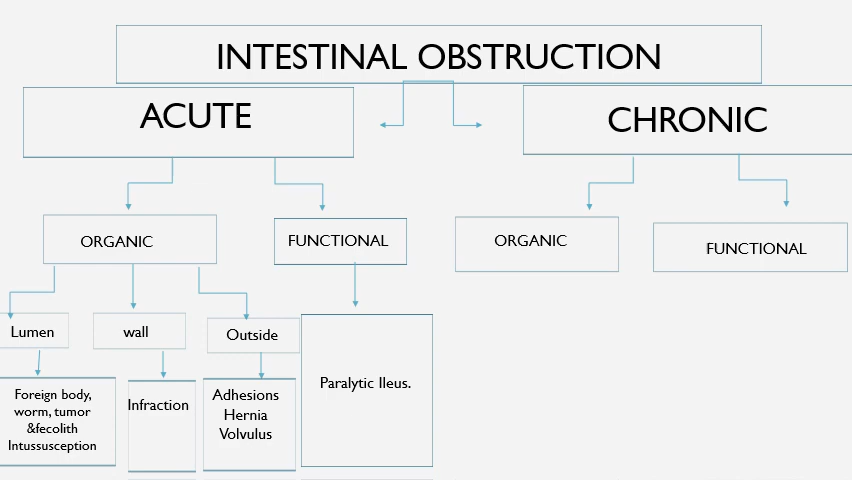 INTESTINAL OBSTRUCTION
ACUTE
CHRONIC
ORGANIC
FUNCTIONAL
ORGANIC
FUNCTIONAL
Lumen
wall
Outside
Foreign body,
worm, tumor
&fecolith
Intussusception
Infraction
Adhesions
Hernia
Volvulus
Paralytic Ileus.